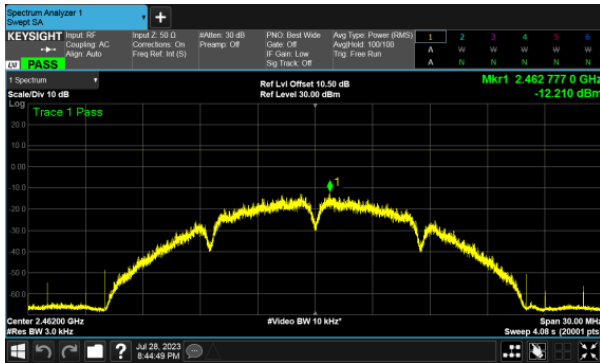 Spectrum Analyzer 1
Swept SA
+
KEYSIGHT Input: RF Input Z: 50 Ω #Atten: 30 dB PNO: Best Wide Avg Type: Power (RMS) 1 2 3 4 5 6
Coupling: AC Corrections: On Preamp: Off Gate: Off Avg|Hold: 100/100 A W W W W W
Align: Auto Freq Ref: Int (S) IF Gain: Low Trig: Free Run
Sig Track: Off A N N N N N
LXI PASS
1 Spectrum Ref Lvl Offset 10.50 dB Mkr1 2.462 777 0 GHz
Scale/Div 10 dB Ref Level 30.00 dBm -12.210 dBm
Log
Trace 1 Pass
20.0
10.0
0.00
-10.0
1
-20.0
-30.0
-40.0
-50.0
-60.0
Center 2.46200 GHz #Video BW 10 kHz* Span 30.00 MHz
#Res BW 3.0 kHz Sweep 4.08 s (20001 pts)
? Jul 28, 2023
8:44:49 PM